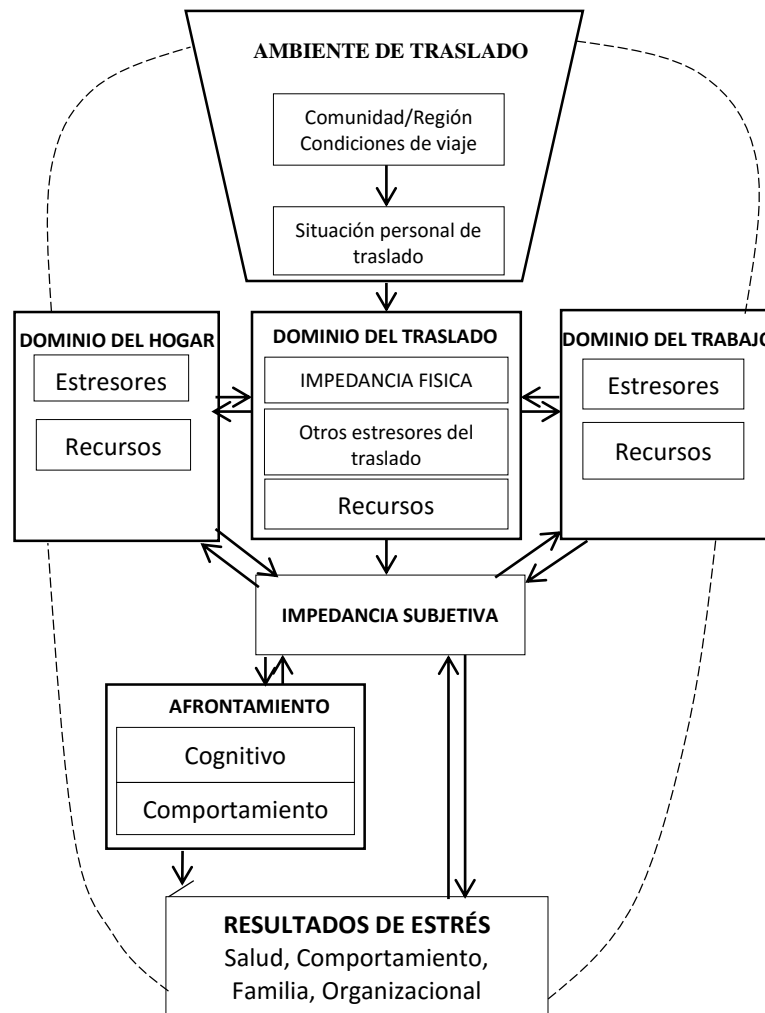 AMBIENTE DE TRASLADO
Comunidad/Región
Condiciones de viaje
Situación personal de
traslado
DOMINIO DEL HOGAR
Estresores
Recursos
DOMINIO DEL TRASLADO
IMPEDANCIA FISICA
Otros estresores del
traslado
Recursos
DOMINIO DEL TRABAJO
Estresores
Recursos
IMPEDANCIA SUBJETIVA
AFRONTAMIENTO
Cognitivo
Comportamiento
RESULTADOS DE ESTRÉS
Salud, Comportamiento,
Familia, Organizacional